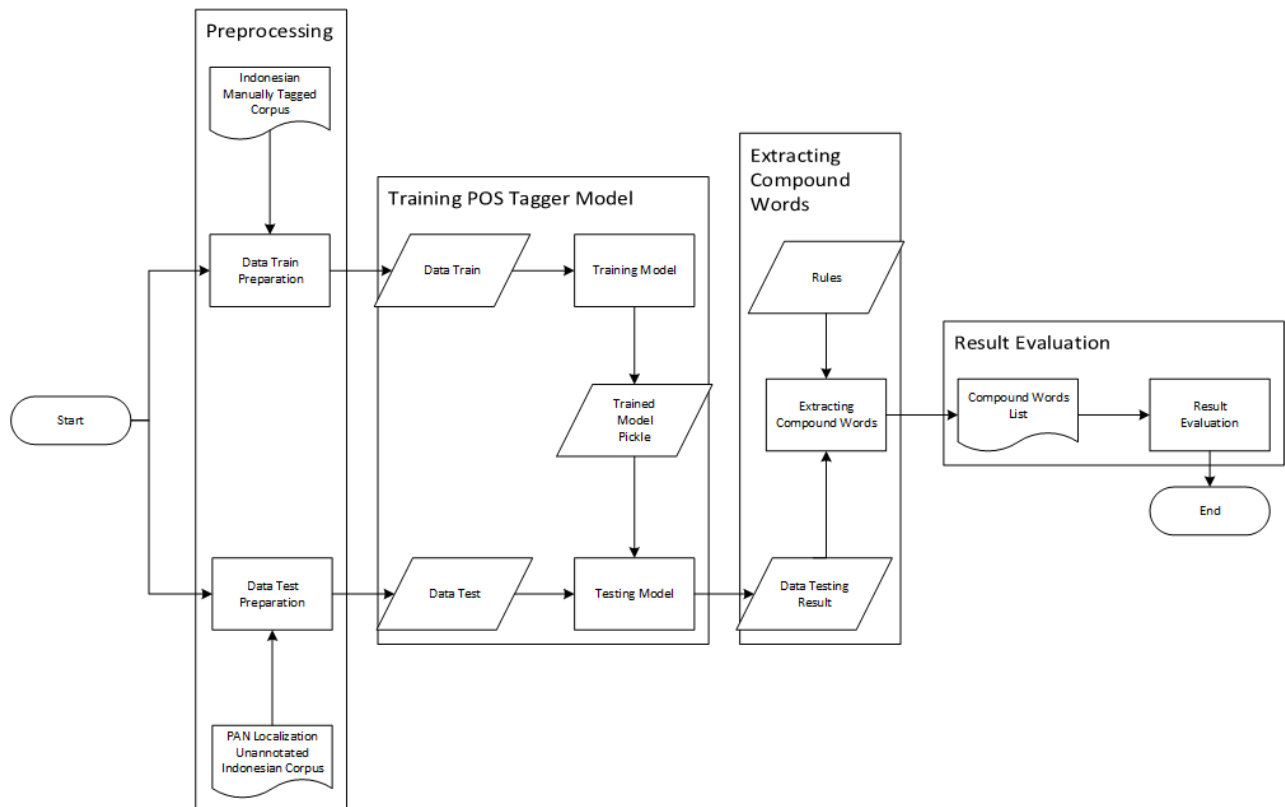 Preprocessing
Indonesian
Manually Tagged
Corpus
Data Train
Preparation
Data Test
Preparation
PAN Localization
Unannotated
Indonesian Corpus
Start
Training POS Tagger Model
Data Train
Training Model
Trained
Model
Pickle
Data Test
Testing Model
Extracting
Compound
Words
Rules
Extracting
Compound Words
Data Testing
Result
Result Evaluation
Compound Words
List
Result
Evaluation
End